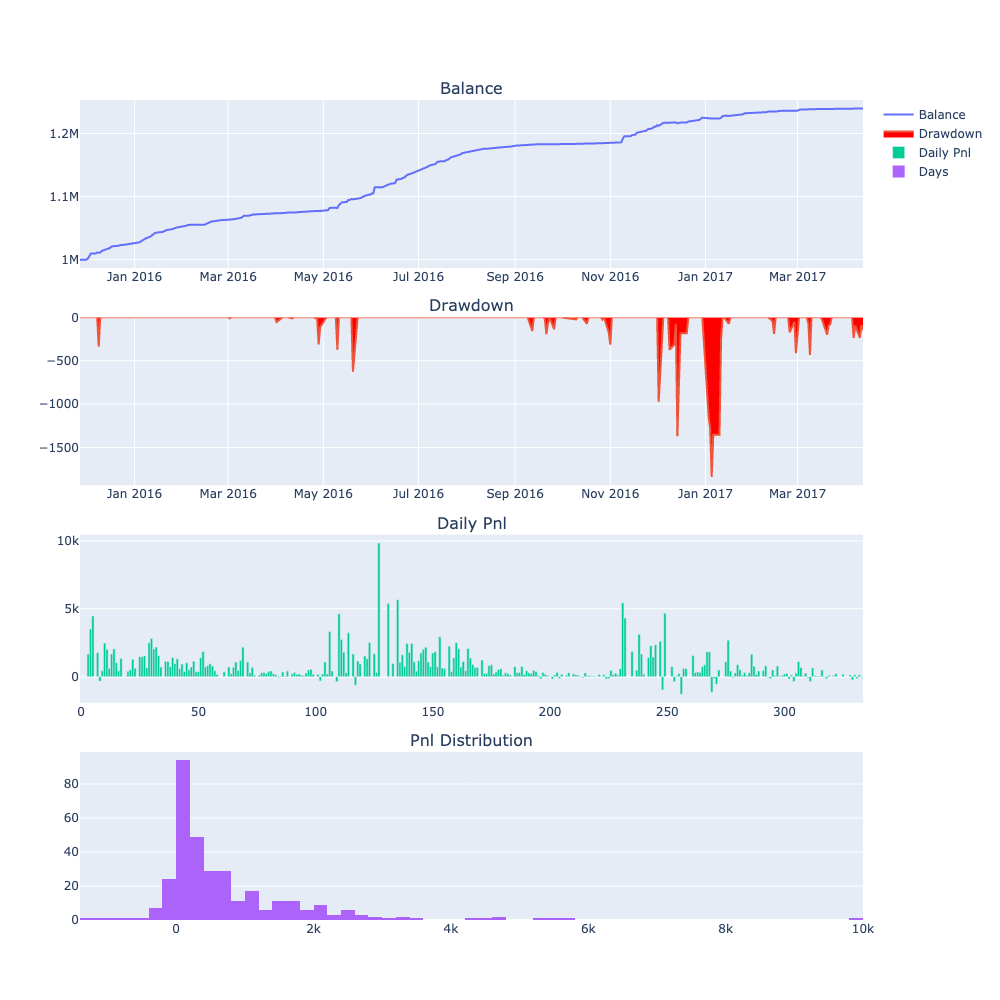 Balance
1.2M
1.1M
1M
Jan 2016 Mar 2016 May 2016 Jul 2016 Sep 2016 Nov 2016 Jan 2017 Mar 2017
Balance
Drawdown
Daily Pnl
Days
Drawdown
0
−500
−1000
−1500
Jan 2016 Mar 2016 May 2016 Jul 2016 Sep 2016 Nov 2016 Jan 2017 Mar 2017
Daily Pnl
10k
5k
0
0 50 100 150 200 250 300
Pnl Distribution
80
60
40
20
0
0 2k 4k 6k 8k 10k